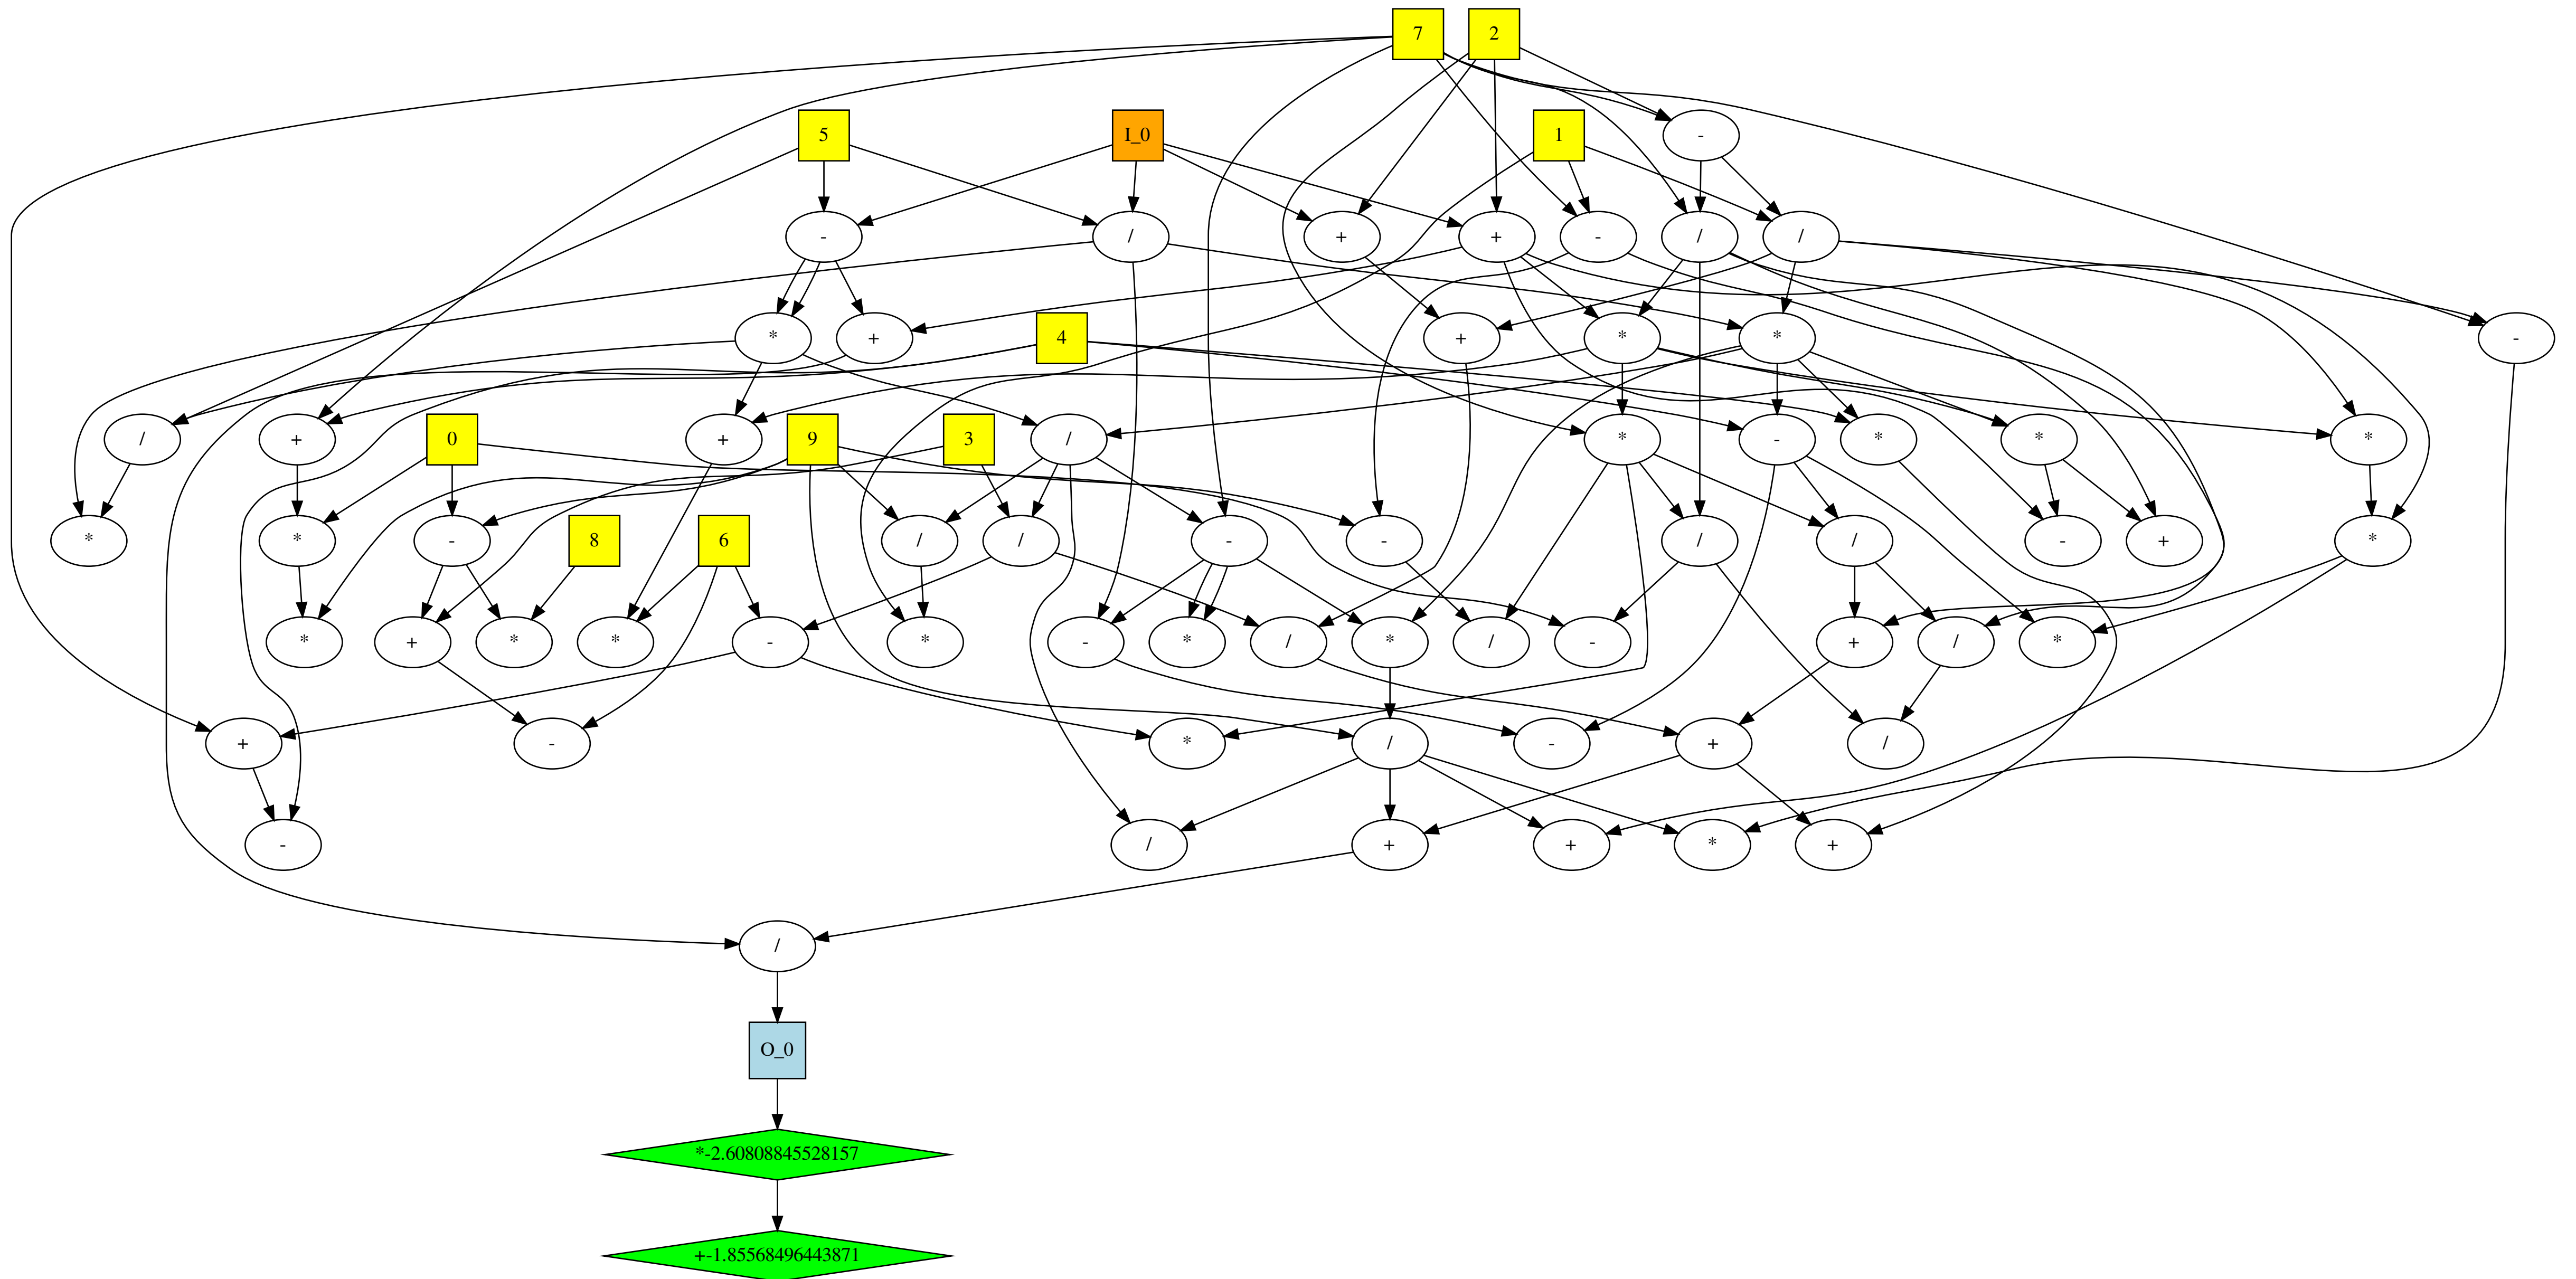 7 2
5 I_0 1 -
- / + + - / /
* + 4 + * * -
/ + 0 + 9 3 / * - * * *
* * - 8 6 / / - - / / - + *
* + * * - * - * / * / - + / *
+ - * / - + /
- / + + * +
/
O_0
*-2.60808845528157
+-1.85568496443871